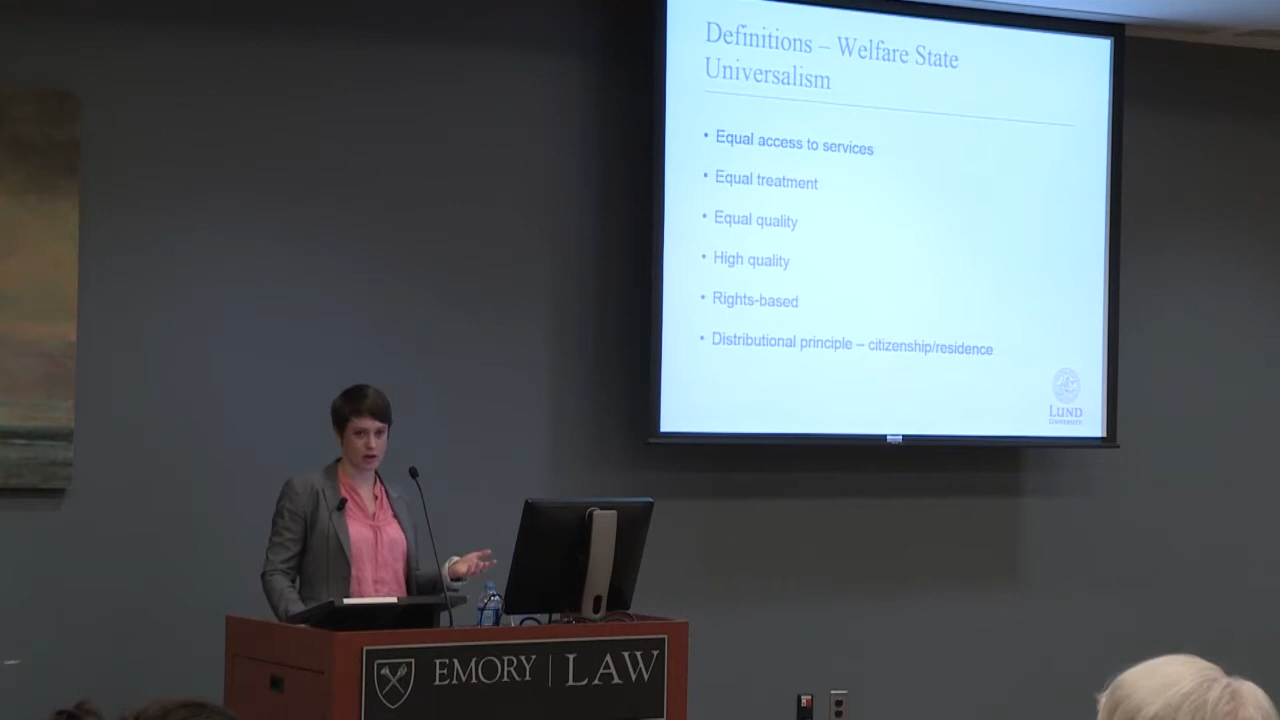 Definitions – Welfare State
Universalism
• Equal access to services
• Equal treatment
• Equal quality
• High quality
• Rights-based
• Distributional principle – citizenship/residence
LUND
UNIVERSITY
EMORY | LAW